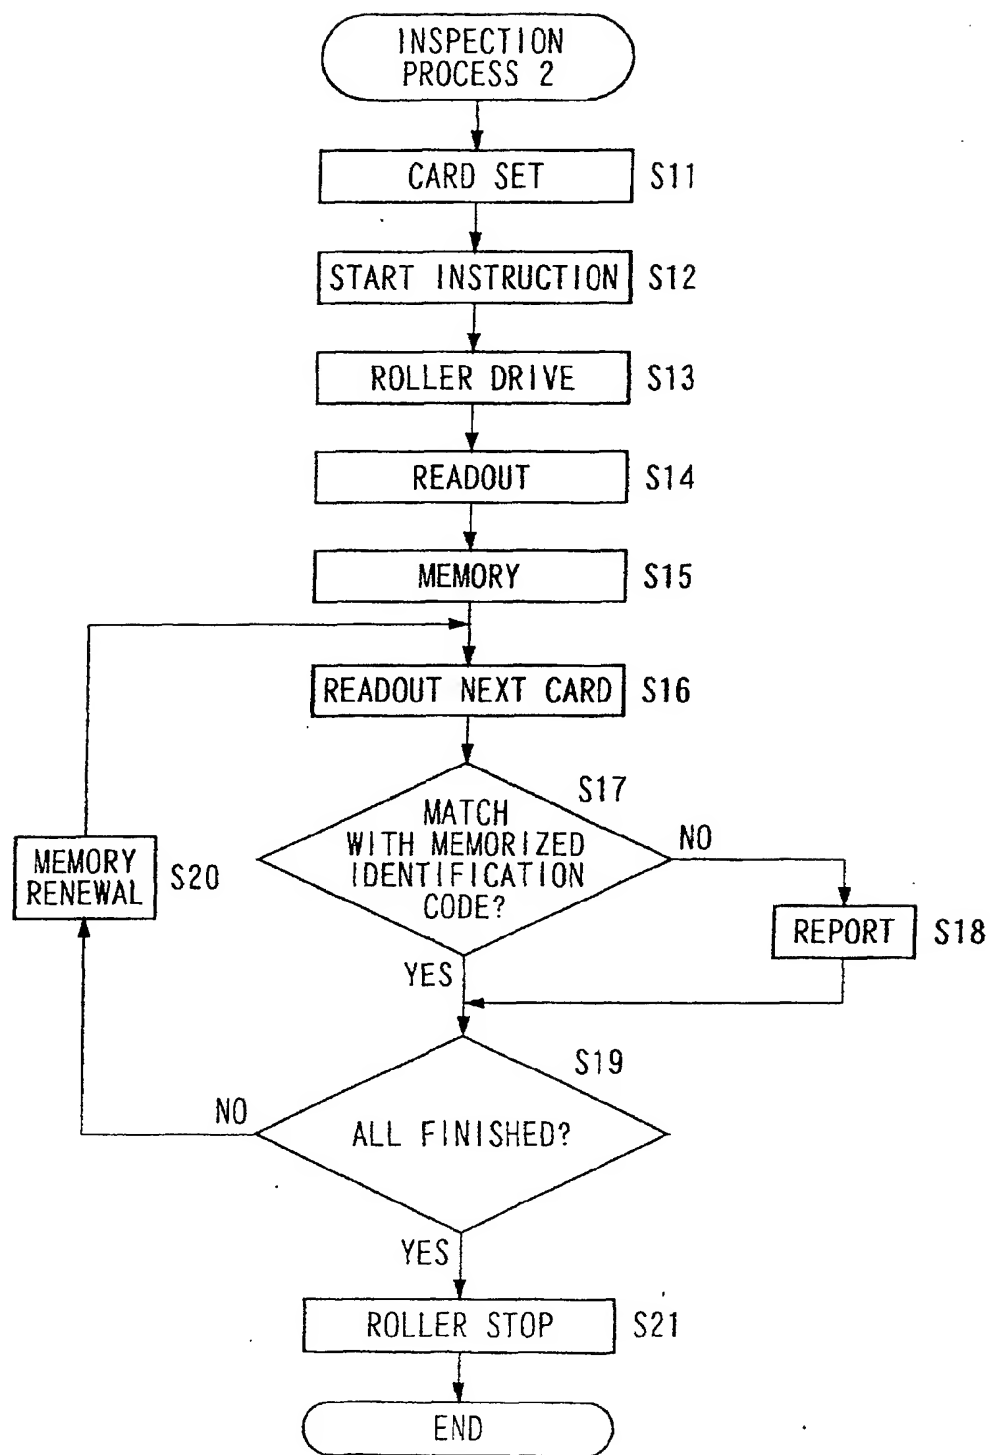 INSPECTION
PROCESS 2
CARD SET
S11
START INSTRUCTION
S12
ROLLER DRIVE
S13
READOUT
S14
MEMORY
S15
READOUT NEXT CARD
S16
S17
MATCH
WITH MEMORIZED
IDENTIFICATION
CODE?
NO
MEMORY
RENEWAL
S20
REPORT
S18
YES
S19
NO
ALL FINISHED?
YES
ROLLER STOP
S21
END